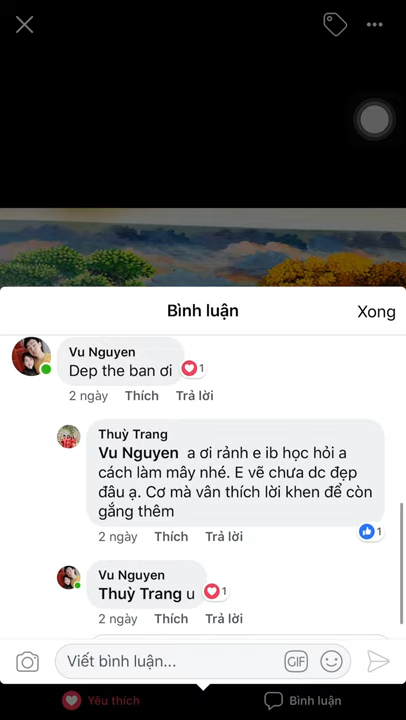 Bình luận
Xong
Vu Nguyen
Dep the ban ơi
1
2 ngày Thích Trả lời
Thuỳ Trang
Vu Nguyen a ơi rảnh e ib học hỏi a
cách làm mây nhé. E vẽ chưa dc đẹp
đâu ạ. Cơ mà vân thích lời khen để còn
gắng thêm
1
2 ngày Thích Trả lời
Vu Nguyen
Thuỳ Trang u
1
2 ngày Thích Trả lời
Viết bình luận...
GIF
Yêu thích
Bình luận